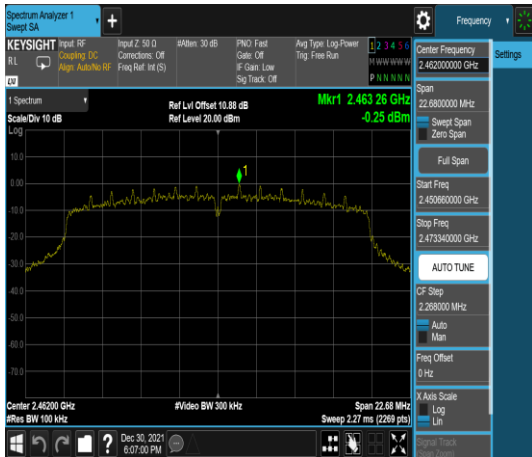 Spectrum Analyzer 1
Swept SA
Frequency
KEYSIGHT
Input: RF
Coupling: DC
Align: Auto/No RF
Input Z: 50 Ω
Corrections: Off
Freq Ref: Int (S)
#Atten: 30 dB
PNO: Fast
Gate: Off
IF Gain: Low
Sig Track: Off
Avg Type: Log-Power
Trig: Free Run
1 2 3 4 5 6
M W W W W W
P N N N N N
R L
LXI
Center Frequency
2.462000000 GHz
Settings
Span
22.6800000 MHz
Swept Span
Zero Span
Full Span
Start Freq
2.450660000 GHz
Stop Freq
2.473340000 GHz
AUTO TUNE
CF Step
2.268000 MHz
Auto
Man
Freq Offset
0 Hz
X Axis Scale
Log
Lin
Signal Track
(Span Zoom)
1 Spectrum
Scale/Div 10 dB
Ref Lvl Offset 10.88 dB
Ref Level 20.00 dBm
Mkr1 2.463 26 GHz
-0.25 dBm
Log
10.0
0.00
1
-10.0
-20.0
-30.0
-40.0
-50.0
-60.0
-70.0
Center 2.46200 GHz
#Res BW 100 kHz
#Video BW 300 kHz
Span 22.68 MHz
Sweep 2.27 ms (2269 pts)
Dec 30, 2021
6:07:00 PM